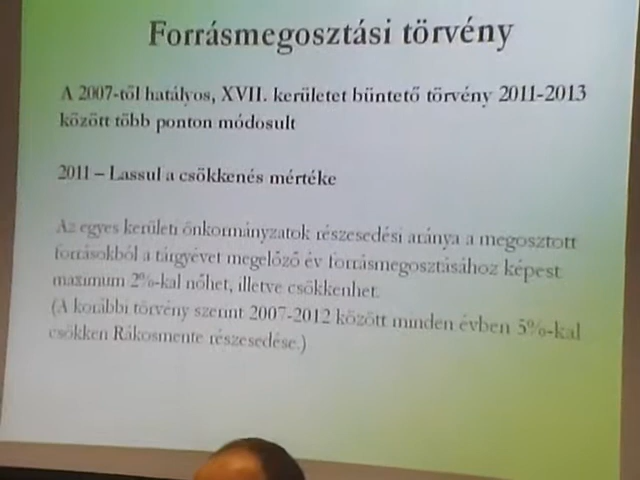 Forrásmegosztási törvény
A 2007-től hatályos, XVII. kerületet büntető törvény 2011-2013
között több ponton módosult
2011 – Lassul a csökkenés mértéke
Az egyes kerületi önkormányzatok részesedési aránya a megosztott
forrásokból a tárgyévet megelőző év forrásmegosztásához képest
maximum 2%-kal nőhet, illetve csökkenhet.
(A korábbi törvény szerint 2007-2012 között minden évben 5%-kal
csökken Rákosmente részesedése.)